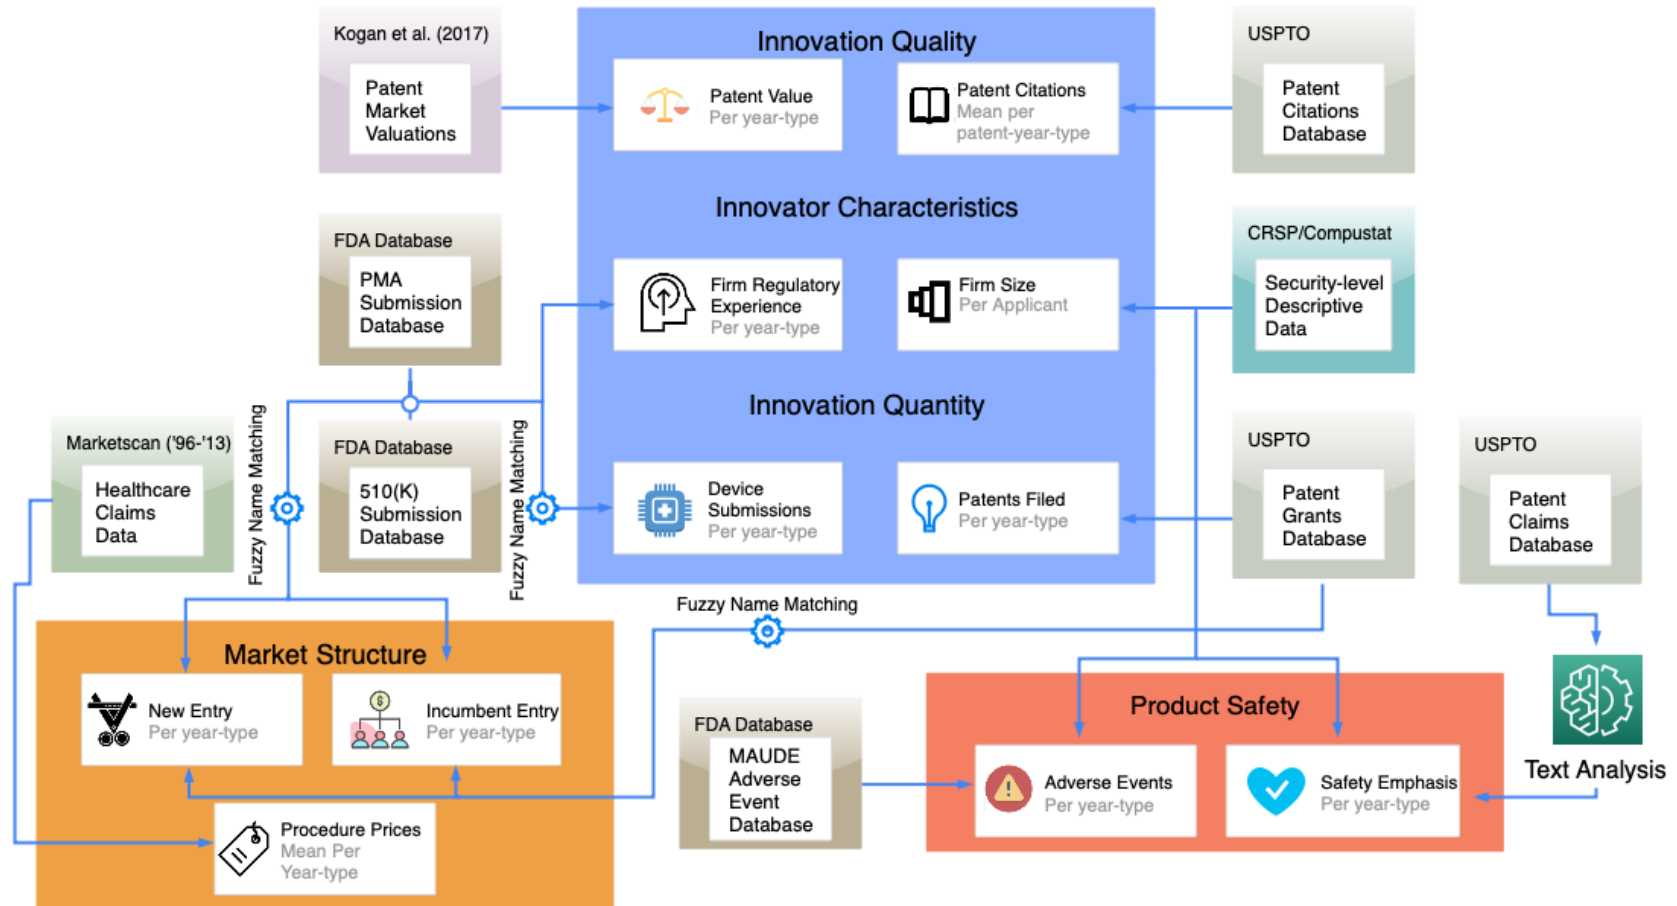 Kogan et al. (2017)
Patent
Market
Valuations
Innovation Quality
Patent Value
Per year-type
Patent Citations
Mean per
patent-year-type
USPTO
Patent
Citations
Database
FDA Database
PMA
Submission
Database
Innovator Characteristics
Firm Regulatory
Experience
Per year-type
Firm Size
Per Applicant
CRSP/Compustat
Security-level
Descriptive
Data
Marketscan ('96-'13)
Healthcare
Claims
Data
Fuzzy Name Matching
FDA Database
510(K)
Submission
Database
Fuzzy Name Matching
Innovation Quantity
Device
Submissions
Per year-type
Patents Filed
Per year-type
USPTO
Patent
Grants
Database
USPTO
Patent
Claims
Database
Fuzzy Name Matching
Market Structure
New Entry
Per year-type
Incumbent Entry
Per year-type
Procedure Prices
Mean Per
Year-type
FDA Database
MAUDE
Adverse
Event
Database
Product Safety
Adverse Events
Per year-type
Safety Emphasis
Per year-type
Text Analysis